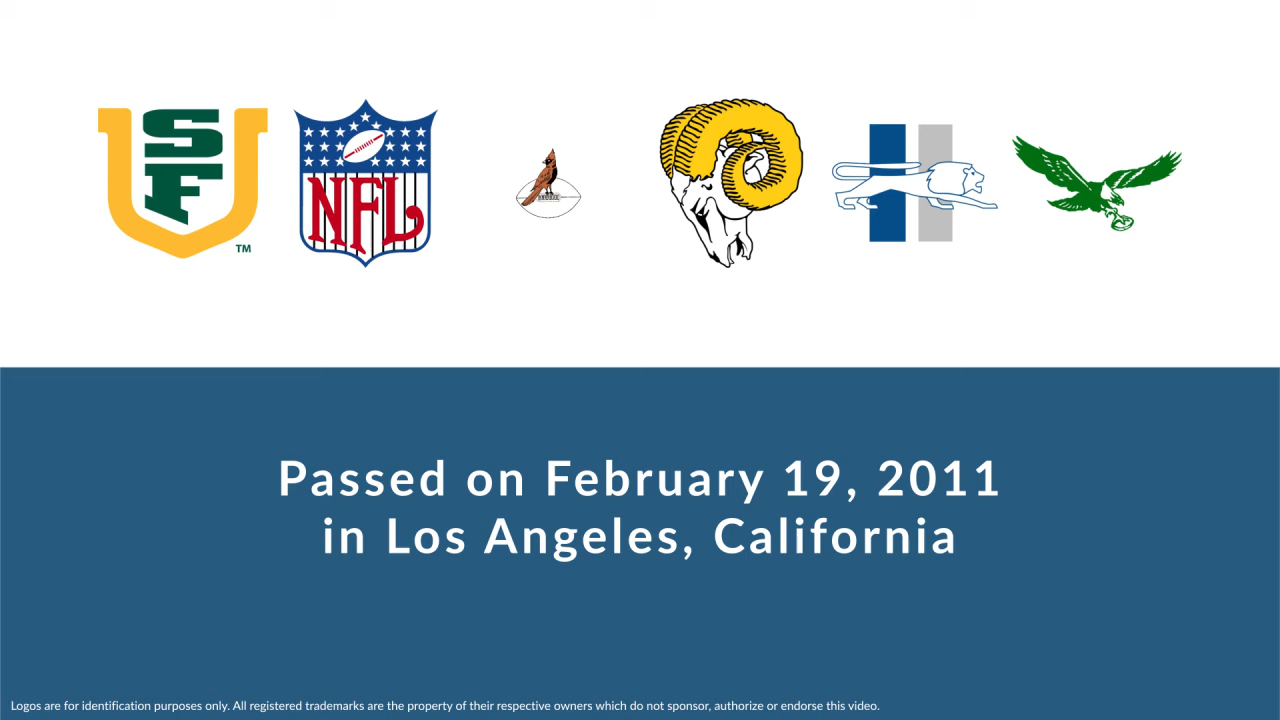 USF
TM
NFL
Passed on February 19, 2011
in Los Angeles, California
Logos are for identification purposes only. All registered trademarks are the property of their respective owners which do not sponsor, authorize or endorse this video.